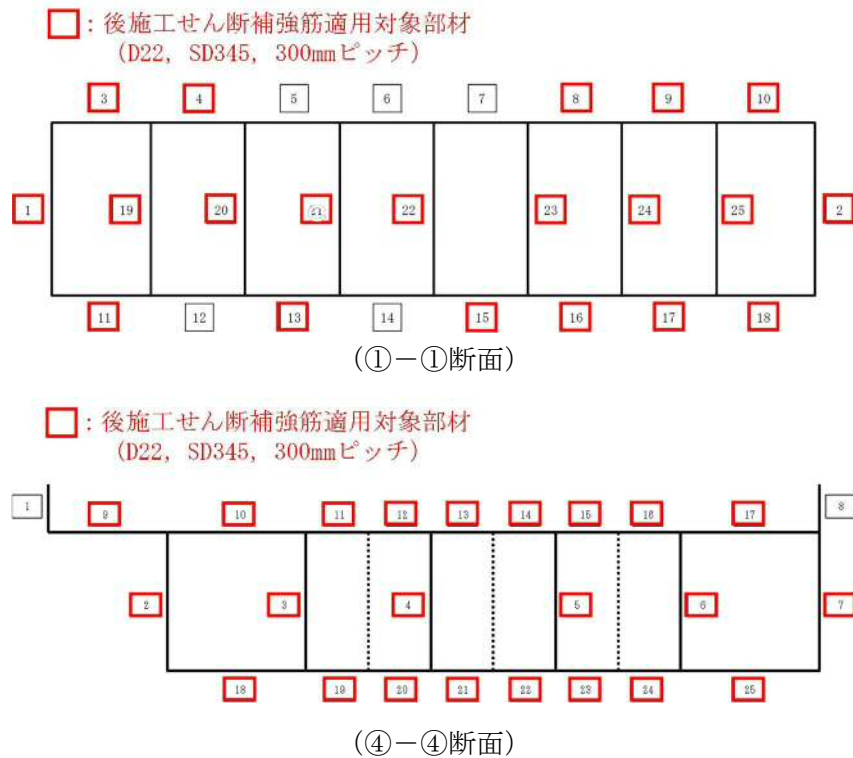 : 後施工せん断補強筋適用対象部材
(D22, SD345, 300mmピッチ)
3 4 5 6 7 8 9 10
1 19 20 21 22 23 24 25 2
11 12 13 14 15 16 17 18
(①-①断面)
: 後施工せん断補強筋適用対象部材
(D22, SD345, 300mmピッチ)
1 9 10 11 12 13 14 15 16 17 8
2 3 4 5 6 7
18 19 20 21 22 23 24 25
(④-④断面)